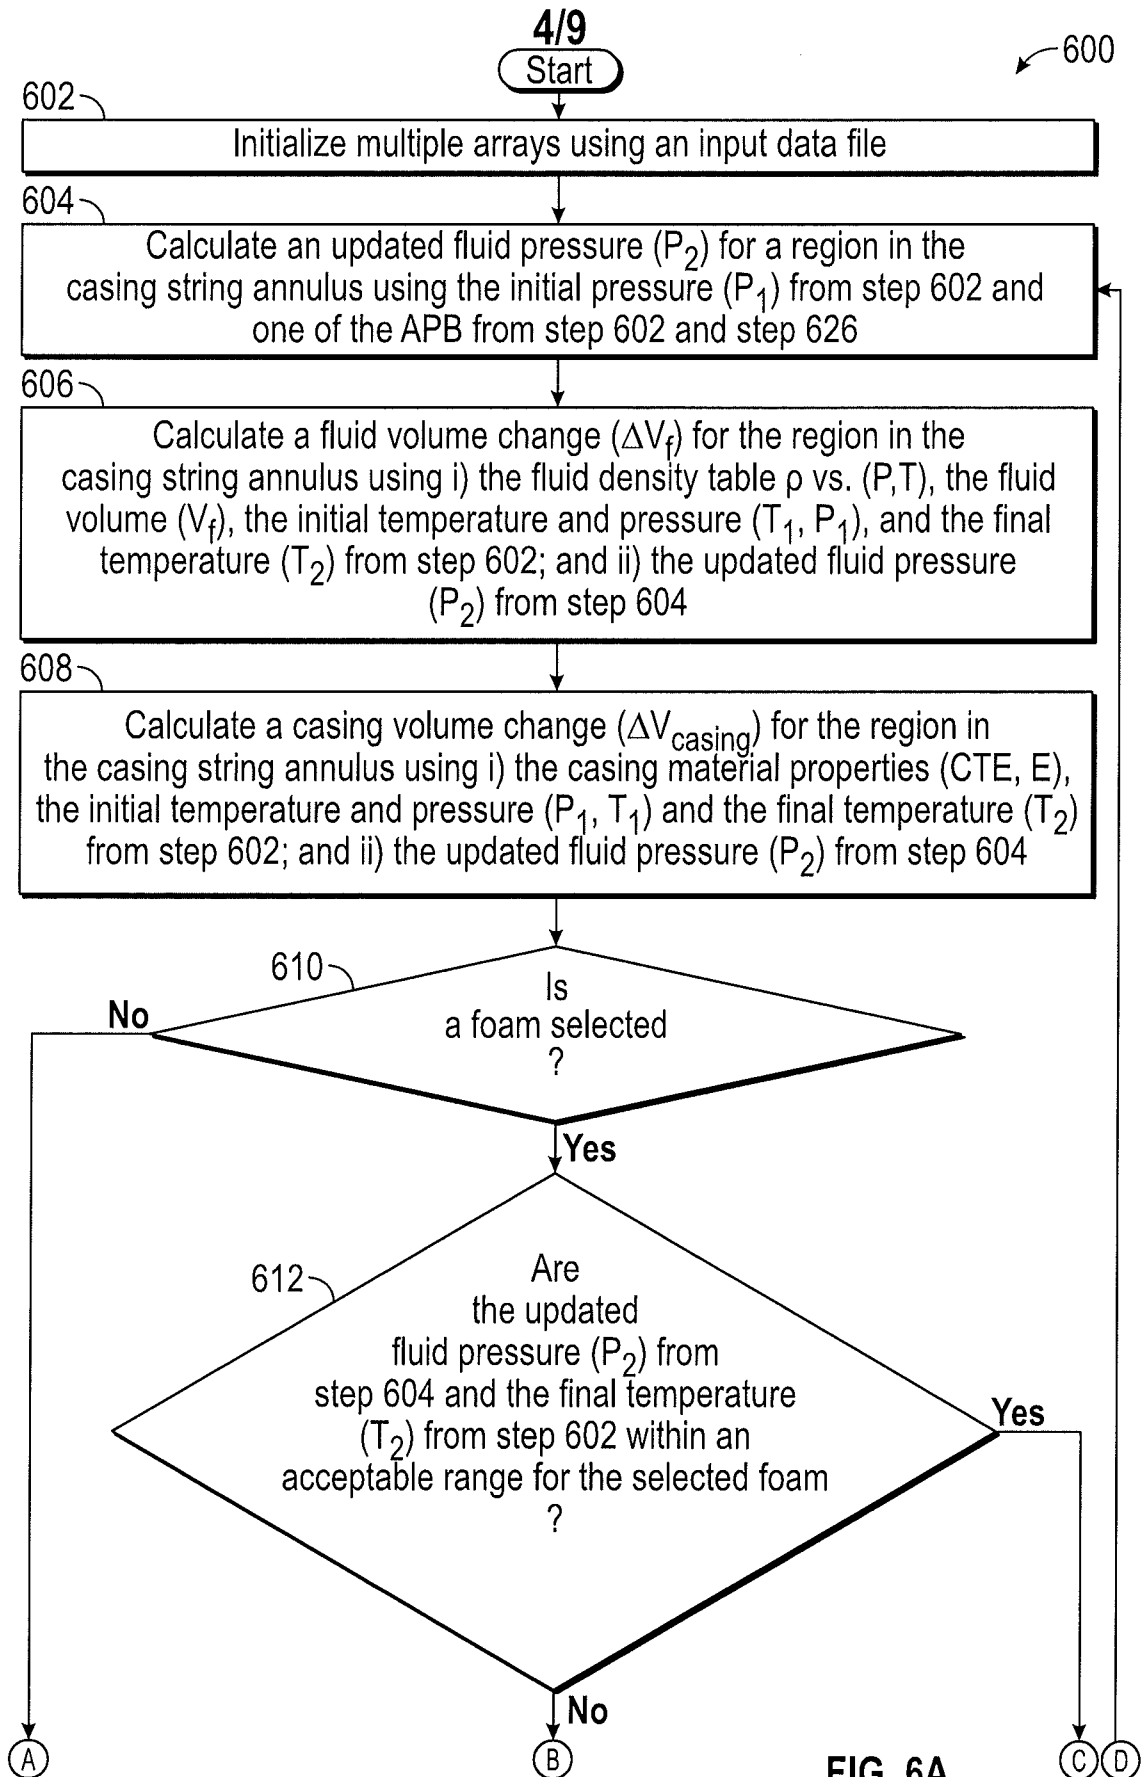 4/9
600
Start
602
Initialize multiple arrays using an input data file
604
Calculate an updated fluid pressure (P2) for a region in the
casing string annulus using the initial pressure (P1) from step 602 and
one of the APB from step 602 and step 626
606
Calculate a fluid volume change (ΔVf) for the region in the
casing string annulus using i) the fluid density table ρ vs. (P,T), the fluid
volume (Vf), the initial temperature and pressure (T1, P1), and the final
temperature (T2) from step 602; and ii) the updated fluid pressure
(P2) from step 604
608
Calculate a casing volume change (ΔVcasing) for the region in
the casing string annulus using i) the casing material properties (CTE, E),
the initial temperature and pressure (P1, T1) and the final temperature (T2)
from step 602; and ii) the updated fluid pressure (P2) from step 604
610
Is
a foam selected
?
No
Yes
612
Are
the updated
fluid pressure (P2) from
step 604 and the final temperature
(T2) from step 602 within an
acceptable range for the selected foam
?
Yes
No
A
B
C
D
FIG. 6A